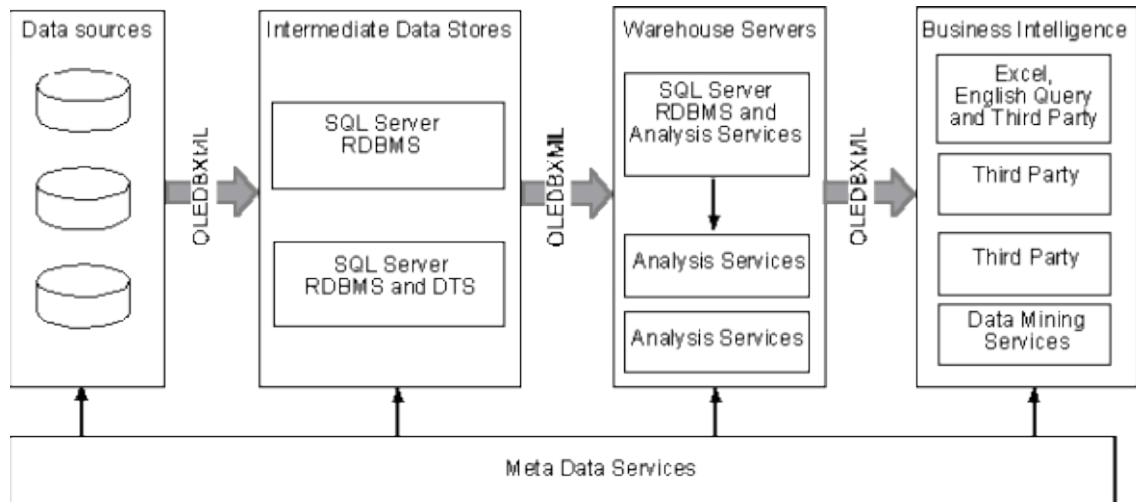 Data sources
Intermediate Data Stores
Warehouse Servers
Business Intelligence
SQL Server
RDBMS
SQL Server
RDBMS and DTS
SQL Server
RDBMS and
Analysis Services
Analysis Services
Analysis Services
Excel,
English Query
and Third Party
Third Party
Third Party
Data Mining
Services
OLEDBXML
OLEDBXML
OLEDBXML
Meta Data Services